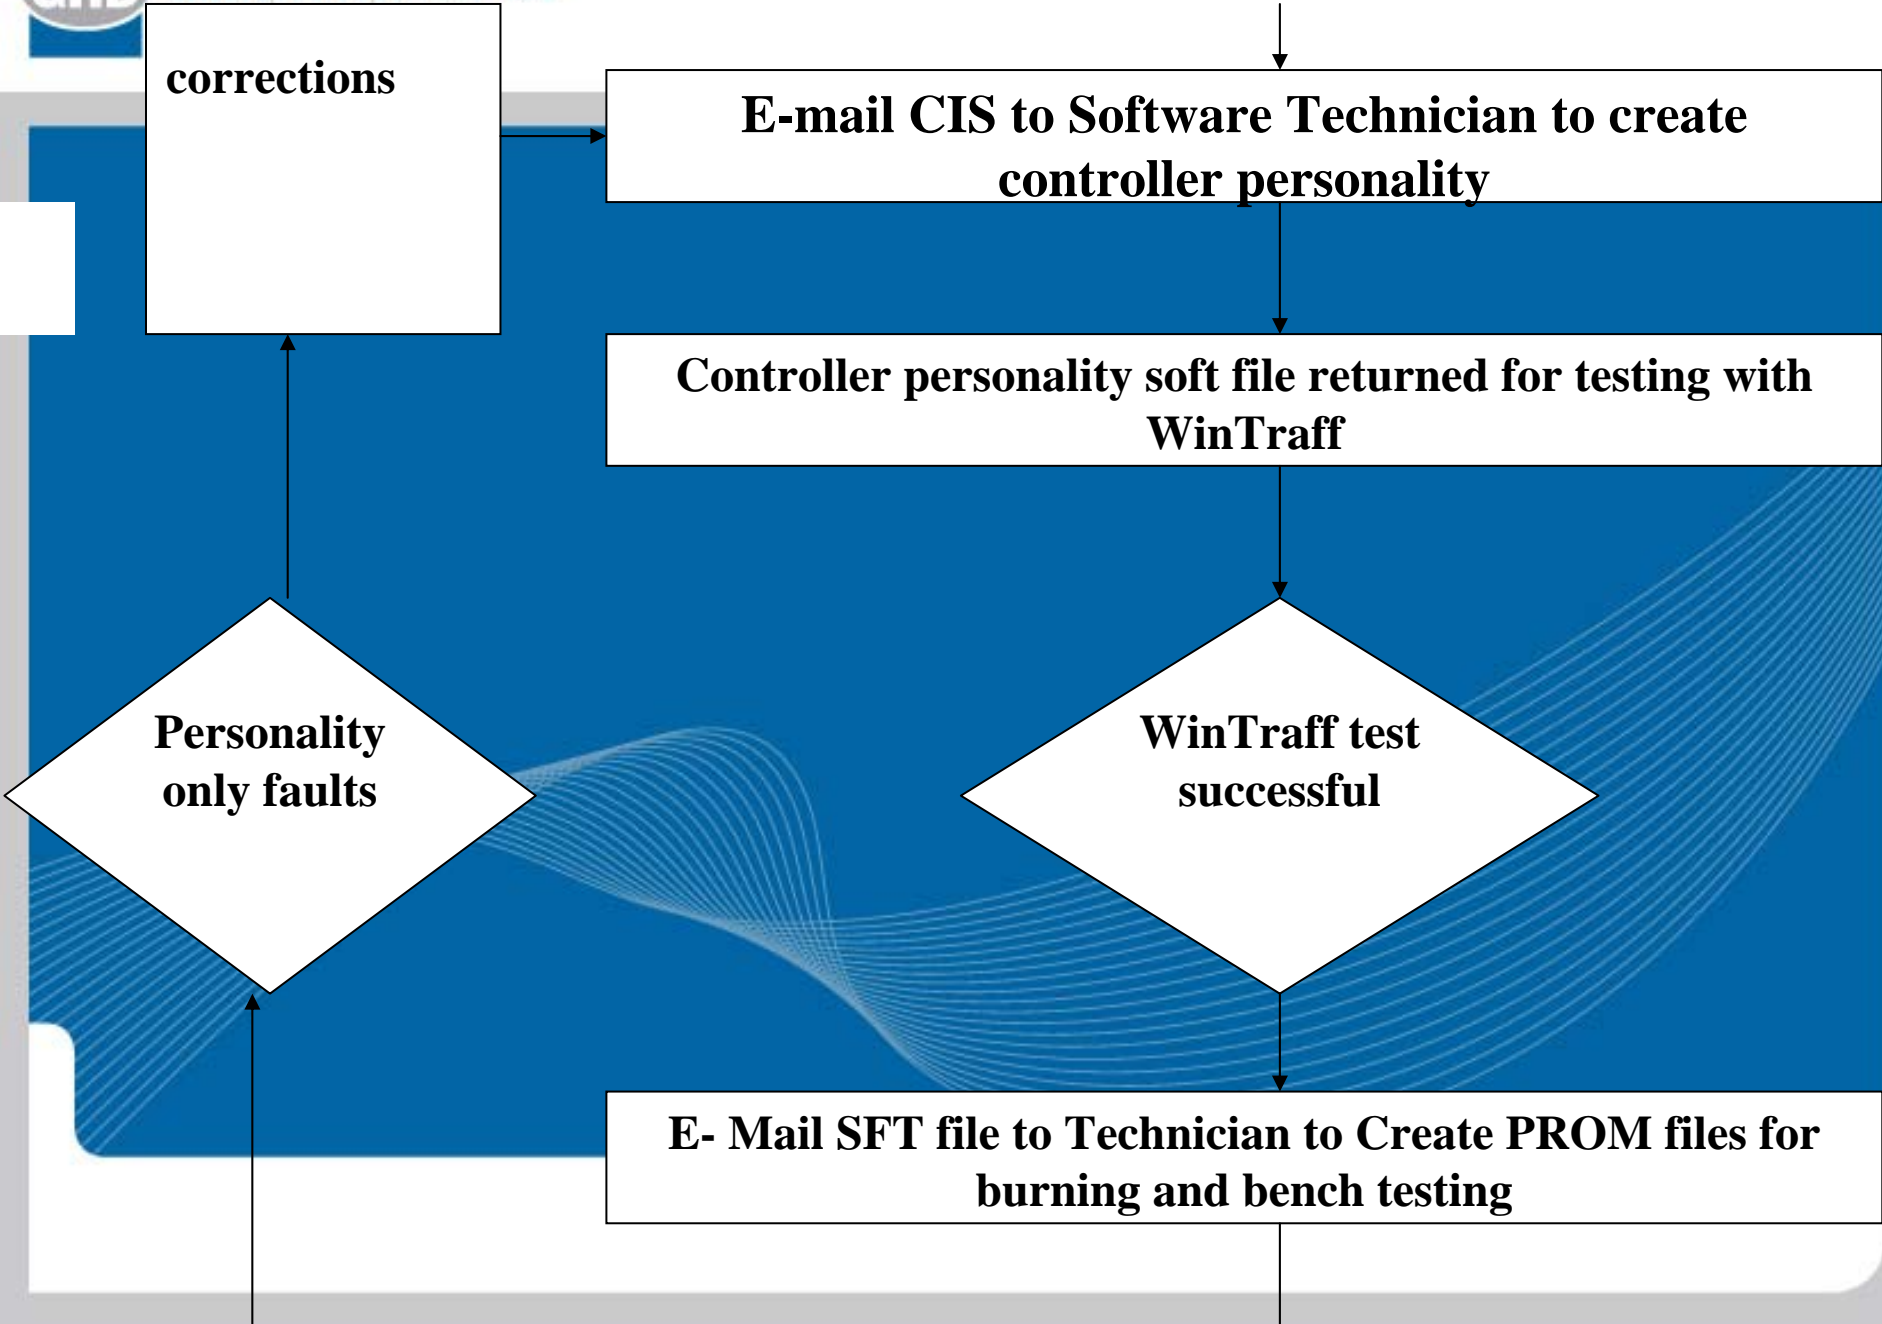 corrections
E-mail CIS to Software Technician to create
controller personality
Controller personality soft file returned for testing with
WinTraff
Personality
only faults
WinTraff test
successful
E- Mail SFT file to Technician to Create PROM files for
burning and bench testing